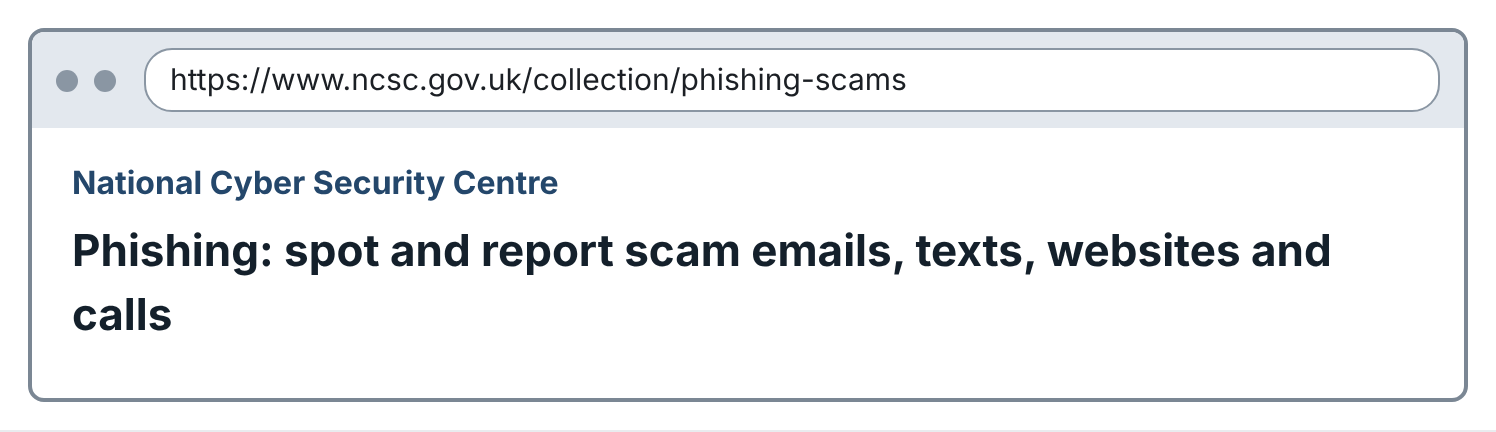 https://www.ncsc.gov.uk/collection/phishing-scams
National Cyber Security Centre
Phishing: spot and report scam emails, texts, websites and
calls